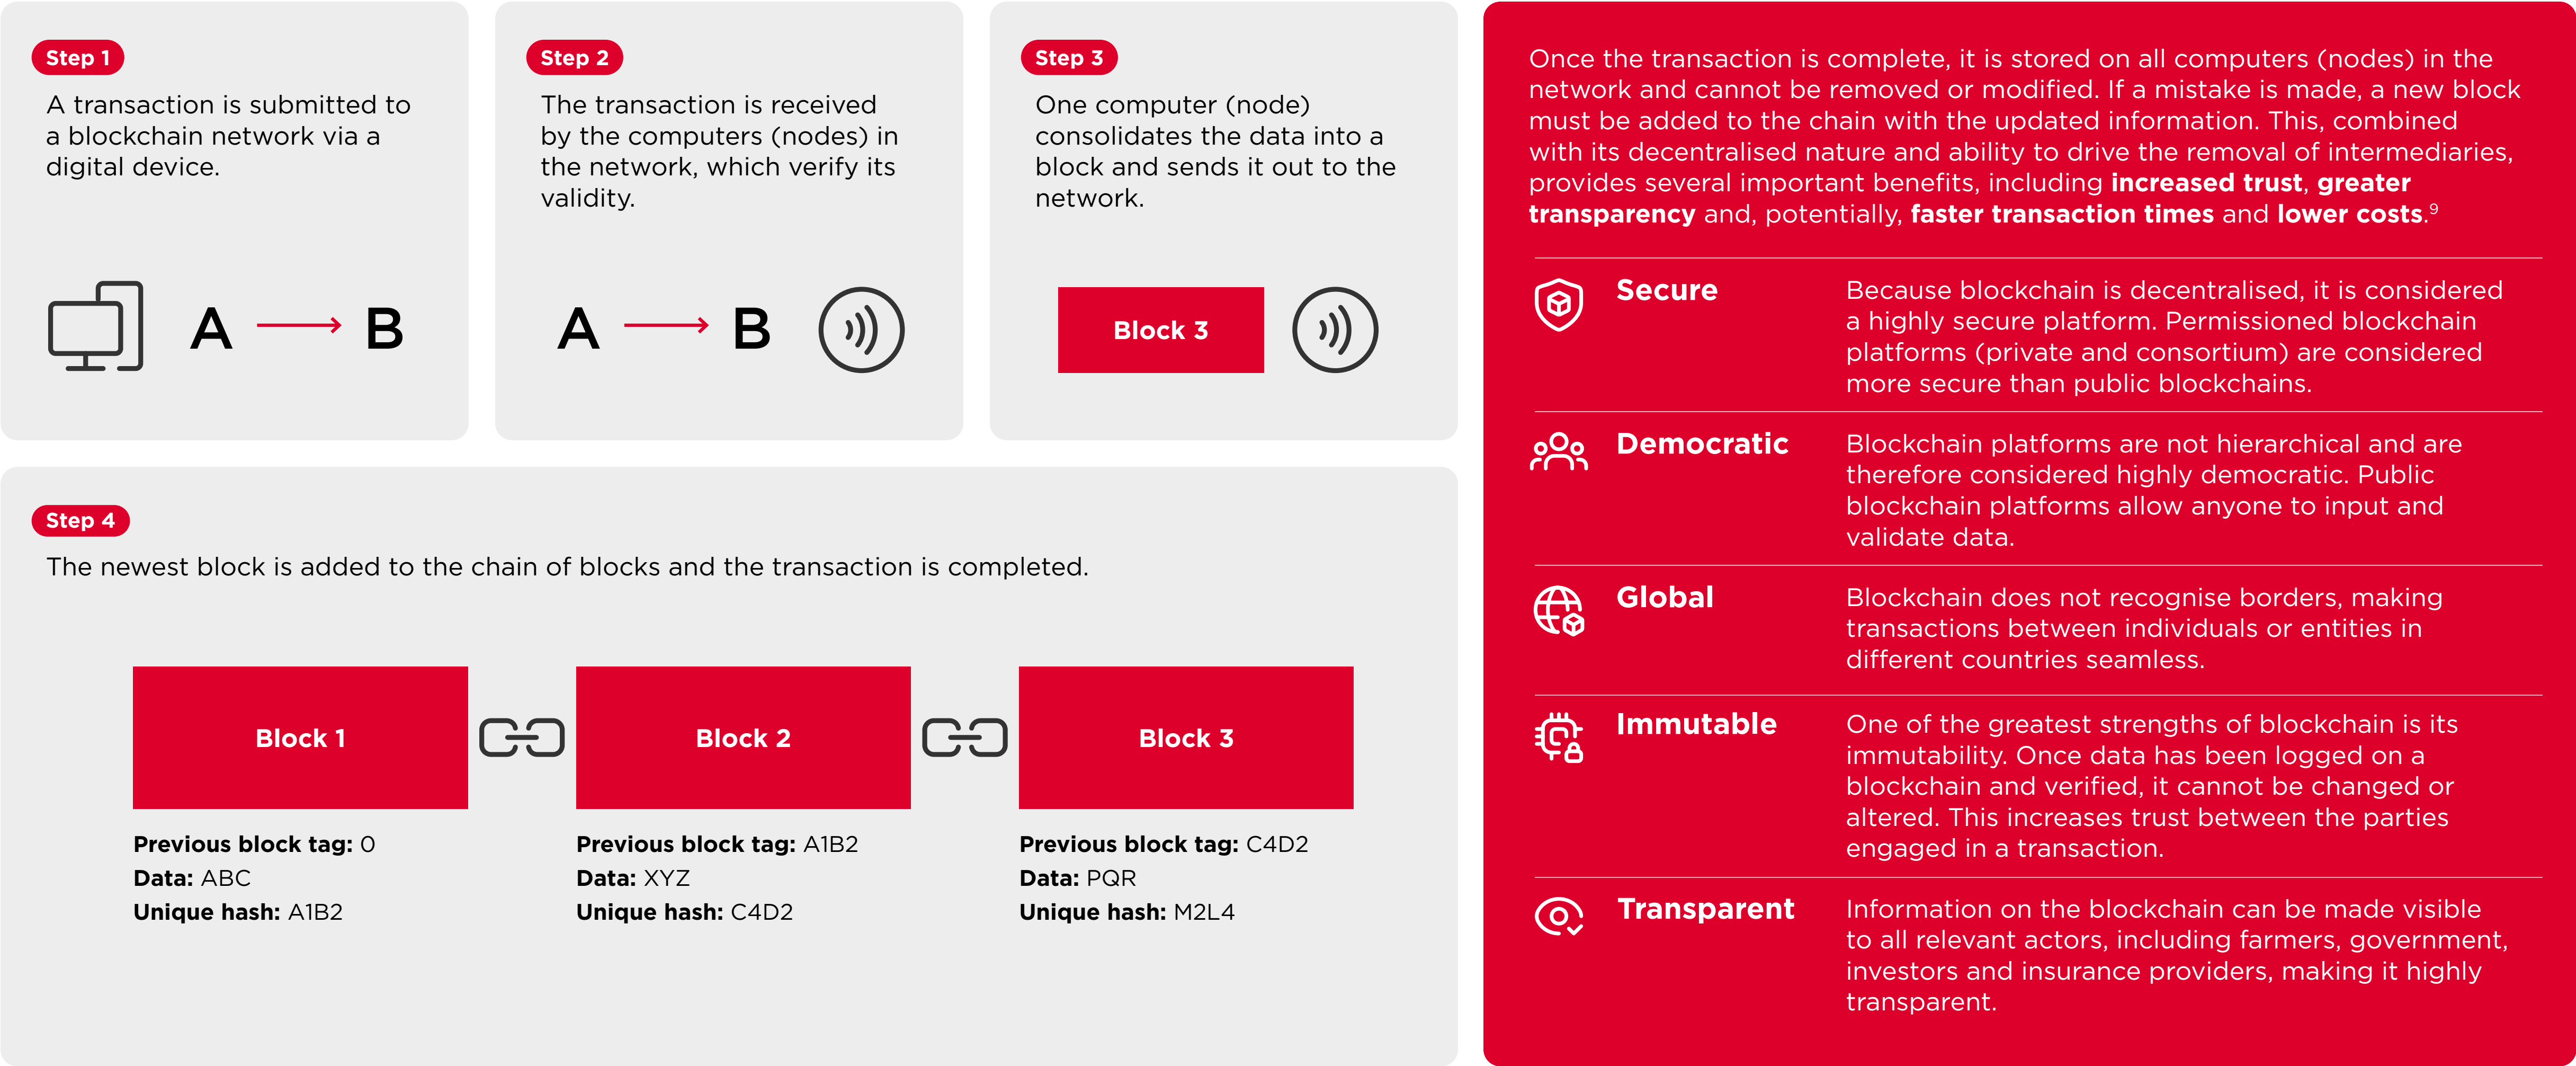 Step 1
A transaction is submitted to
a blockchain network via a
digital device.
A B
Step 2
The transaction is received
by the computers (nodes) in
the network, which verify its
validity.
A B
Step 3
One computer (node)
consolidates the data into a
block and sends it out to the
network.
Block 3
Step 4
The newest block is added to the chain of blocks and the transaction is completed.
Block 1
Previous block tag: 0
Data: ABC
Unique hash: A1B2
Block 2
Previous block tag: A1B2
Data: XYZ
Unique hash: C4D2
Block 3
Previous block tag: C4D2
Data: PQR
Unique hash: M2L4
Once the transaction is complete, it is stored on all computers (nodes) in the
network and cannot be removed or modified. If a mistake is made, a new block
must be added to the chain with the updated information. This, combined
with its decentralised nature and ability to drive the removal of intermediaries,
provides several important benefits, including increased trust, greater
transparency and, potentially, faster transaction times and lower costs.⁹
Secure
Because blockchain is decentralised, it is considered
a highly secure platform. Permissioned blockchain
platforms (private and consortium) are considered
more secure than public blockchains.
Democratic
Blockchain platforms are not hierarchical and are
therefore considered highly democratic. Public
blockchain platforms allow anyone to input and
validate data.
Global
Blockchain does not recognise borders, making
transactions between individuals or entities in
different countries seamless.
Immutable
One of the greatest strengths of blockchain is its
immutability. Once data has been logged on a
blockchain and verified, it cannot be changed or
altered. This increases trust between the parties
engaged in a transaction.
Transparent
Information on the blockchain can be made visible
to all relevant actors, including farmers, government,
investors and insurance providers, making it highly
transparent.